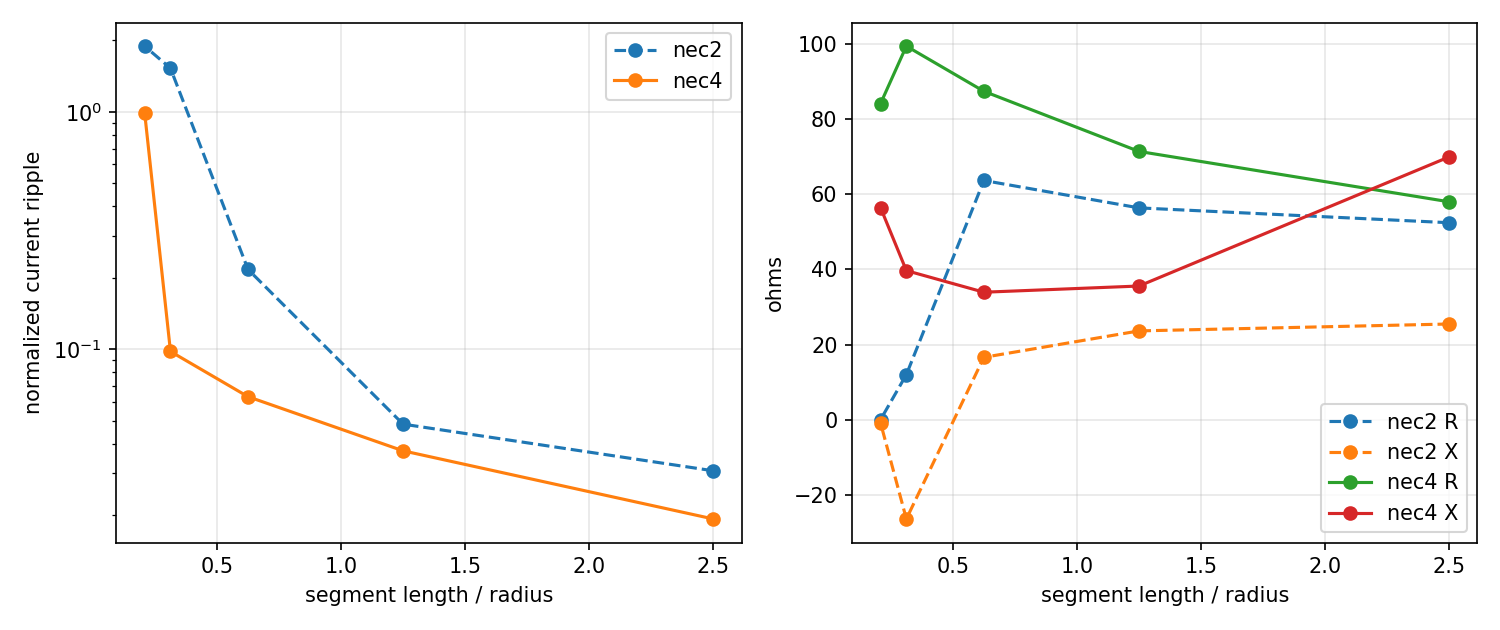 normalized current ripple
10⁰
10⁻¹
0.5 1.0 1.5 2.0 2.5
segment length / radius
nec2
nec4
ohms
100
80
60
40
20
0
−20
0.5 1.0 1.5 2.0 2.5
segment length / radius
nec2 R
nec2 X
nec4 R
nec4 X